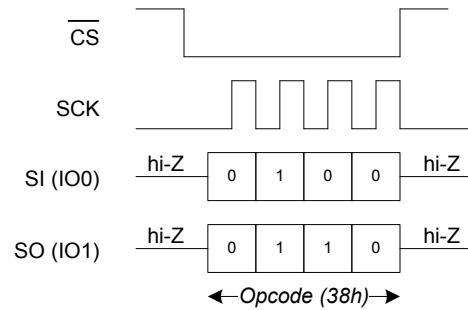 CS
SCK
hi-Z hi-Z
SI (IO0) 0 1 0 0
hi-Z hi-Z
SO (IO1) 0 1 1 0
Opcode (38h)